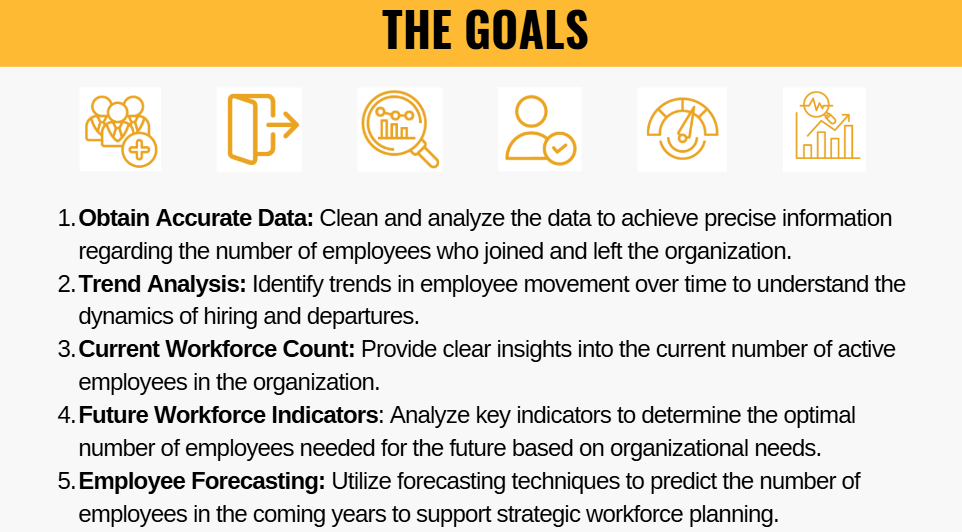 THE GOALS
1. Obtain Accurate Data: Clean and analyze the data to achieve precise information
regarding the number of employees who joined and left the organization.
2. Trend Analysis: Identify trends in employee movement over time to understand the
dynamics of hiring and departures.
3. Current Workforce Count: Provide clear insights into the current number of active
employees in the organization.
4. Future Workforce Indicators: Analyze key indicators to determine the optimal
number of employees needed for the future based on organizational needs.
5. Employee Forecasting: Utilize forecasting techniques to predict the number of
employees in the coming years to support strategic workforce planning.